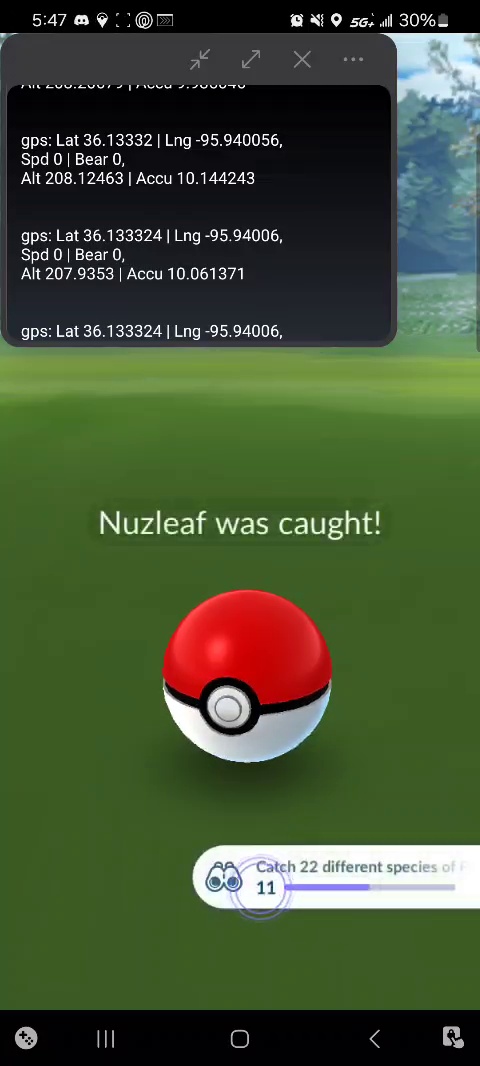 5:47
5G+
30%
gps: Lat 36.13332 | Lng -95.940056,
Spd 0 | Bear 0,
Alt 208.12463 | Accu 10.144243
gps: Lat 36.133324 | Lng -95.94006,
Spd 0 | Bear 0,
Alt 207.9353 | Accu 10.061371
gps: Lat 36.133324 | Lng -95.94006,
Nuzleaf was caught!
Catch 22 different species of
11